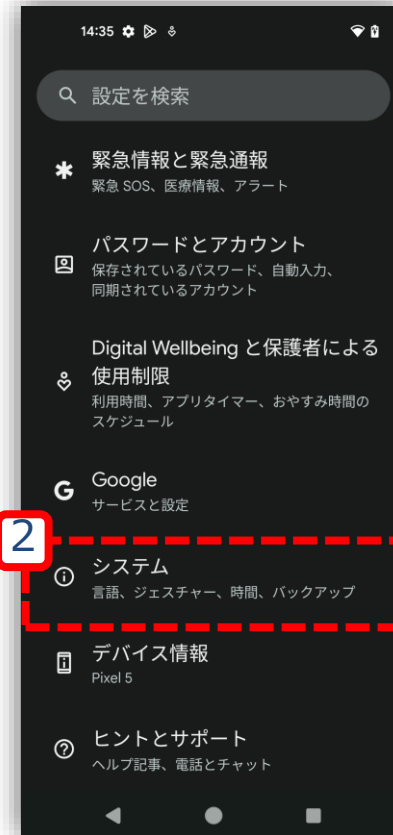 14:35
設定を検索
緊急情報と緊急通報
緊急 SOS、医療情報、アラート
パスワードとアカウント
保存されているパスワード、自動入力、
同期されているアカウント
Digital Wellbeing と保護者による
使用制限
利用時間、アプリタイマー、おやすみ時間の
スケジュール
Google
サービスと設定
2
システム
言語、ジェスチャー、時間、バックアップ
デバイス情報
Pixel 5
ヒントとサポート
ヘルプ記事、電話とチャット